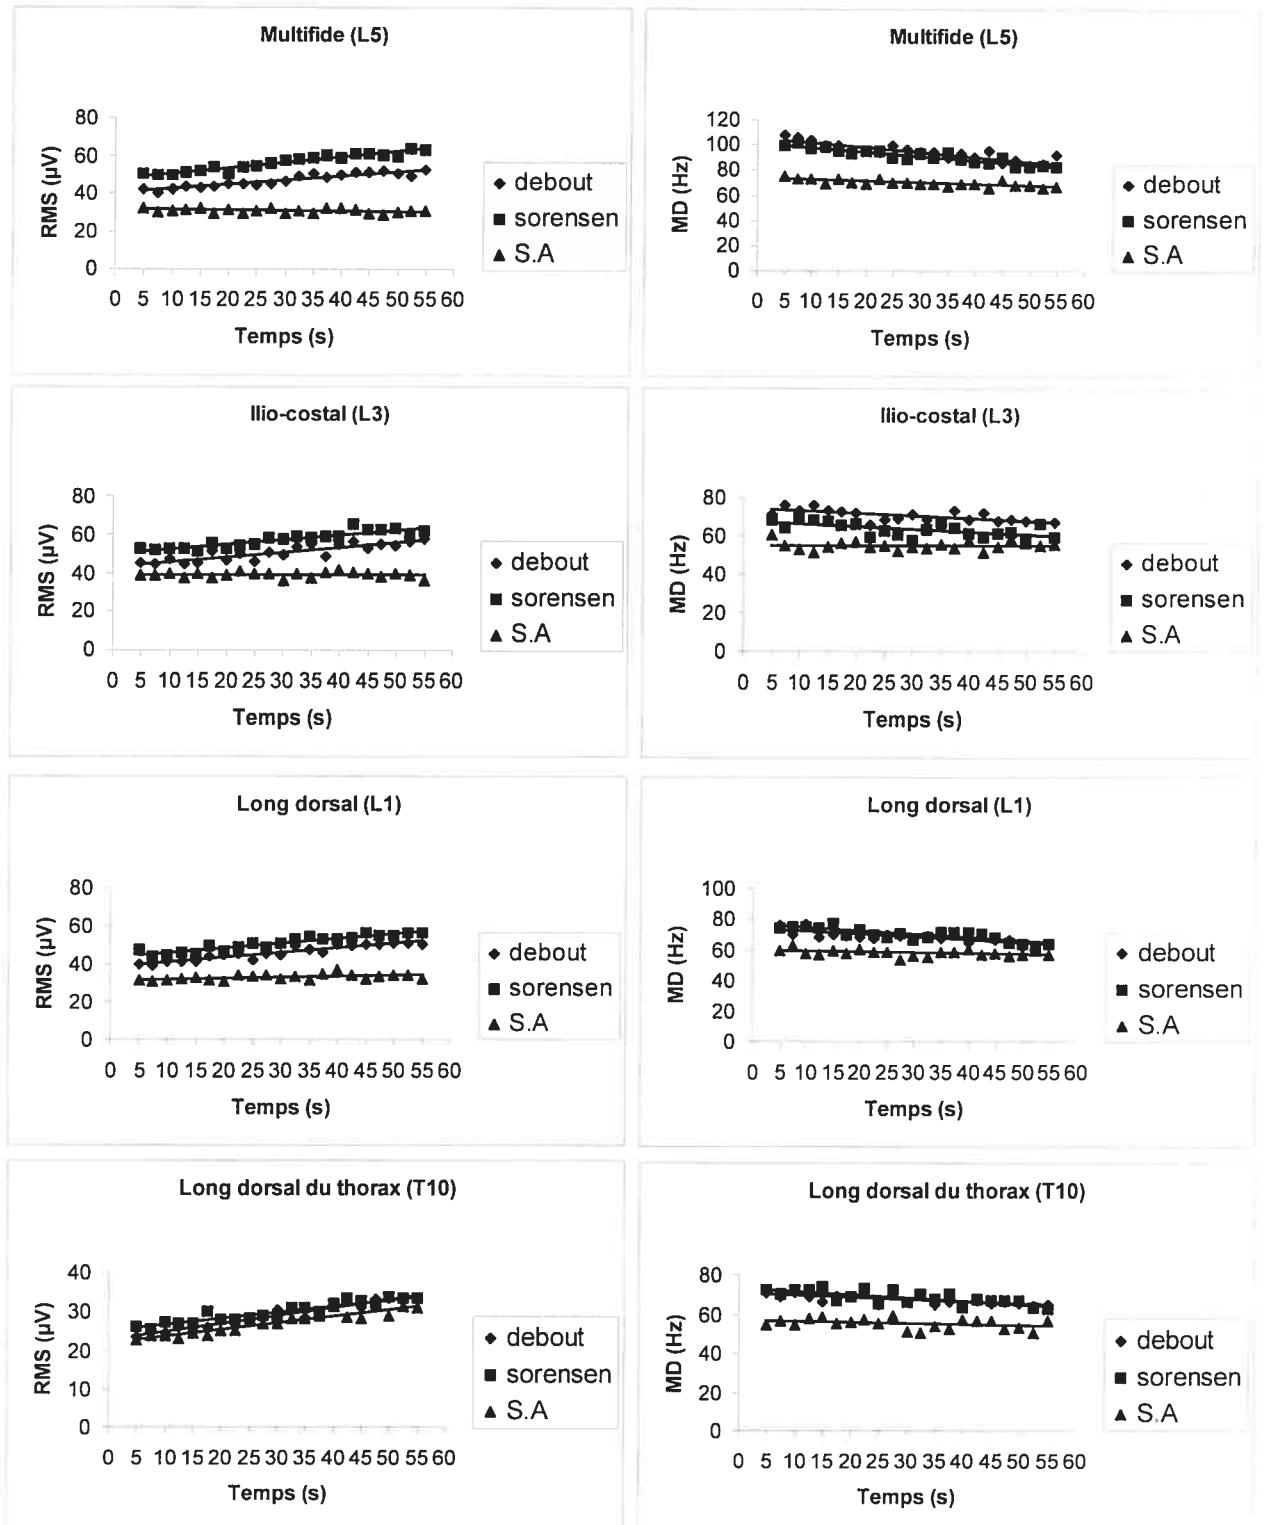 Multifide (L5)
80
60
40
20
0
RMS (µV)
0 5 10 15 20 25 30 35 40 45 50 55 60
Temps (s)
debout
sorensen
S.A
Multifide (L5)
120
100
80
60
40
20
0
MD (Hz)
0 5 10 15 20 25 30 35 40 45 50 55 60
Temps (s)
debout
sorensen
S.A
Ilio-costal (L3)
80
60
40
20
0
RMS (µV)
0 5 10 15 20 25 30 35 40 45 50 55 60
Temps (s)
debout
sorensen
S.A
Ilio-costal (L3)
80
60
40
20
0
MD (Hz)
0 5 10 15 20 25 30 35 40 45 50 55 60
Temps (s)
debout
sorensen
S.A
Long dorsal (L1)
80
60
40
20
0
RMS (µV)
0 5 10 15 20 25 30 35 40 45 50 55 60
Temps (s)
debout
sorensen
S.A
Long dorsal (L1)
100
80
60
40
20
0
MD (Hz)
0 5 10 15 20 25 30 35 40 45 50 55 60
Temps (s)
debout
sorensen
S.A
Long dorsal du thorax (T10)
40
30
20
10
0
RMS (µV)
0 5 10 15 20 25 30 35 40 45 50 55 60
Temps (s)
debout
sorensen
S.A
Long dorsal du thorax (T10)
80
60
40
20
0
MD (Hz)
0 5 10 15 20 25 30 35 40 45 50 55 60
Temps (s)
debout
sorensen
S.A